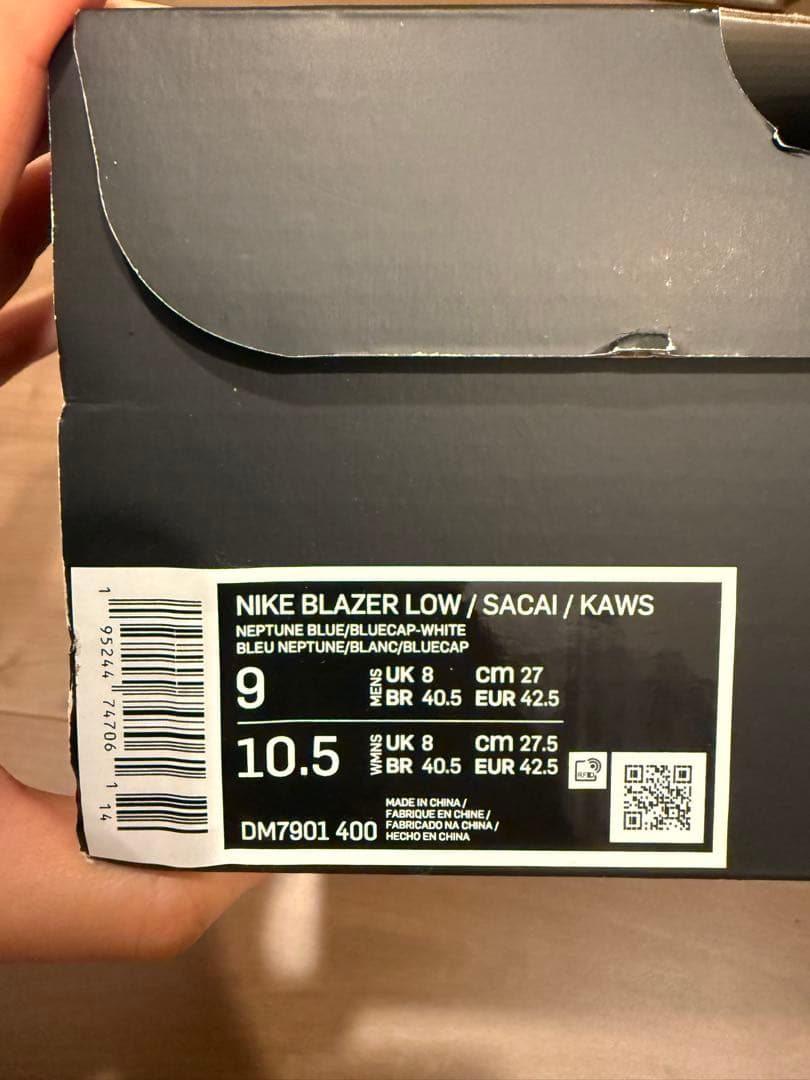 NIKE BLAZER LOW / SACAI / KAWS
NEPTUNE BLUE/BLUECAP-WHITE
BLEU NEPTUNE/BLANC/BLUECAP
9 MENS UK 8 cm 27
BR 40.5 EUR 42.5
10.5 WMNS UK 8 cm 27.5
BR 40.5 EUR 42.5
RFID
MADE IN CHINA /
FABRIQUE EN CHINE /
FABRICADO NA CHINA /
HECHO EN CHINA
DM7901 400
1 95244 74706 1 14